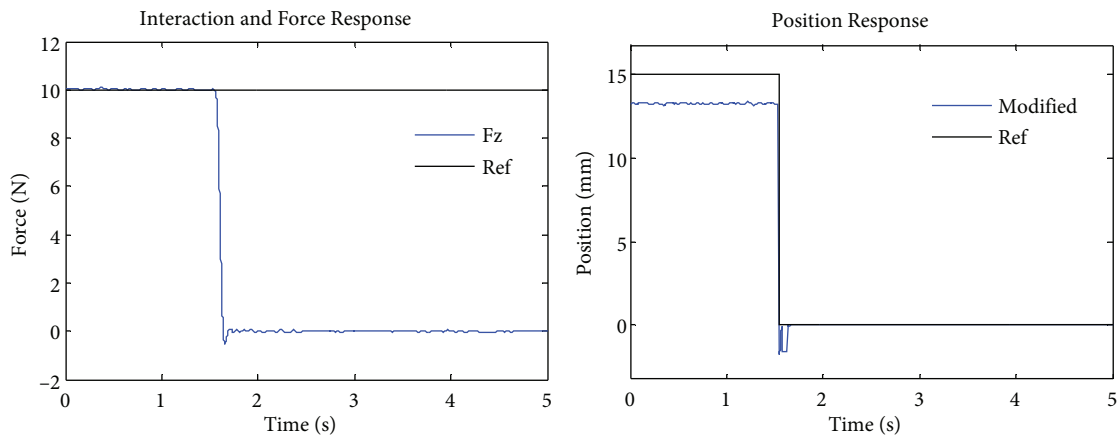 Interaction and Force Response
12
10
8
6
4
2
0
−2
Force (N)
Fz
Ref
0 1 2 3 4 5
Time (s)
Position Response
15
10
5
0
Position (mm)
Modified
Ref
0 1 2 3 4 5
Time (s)